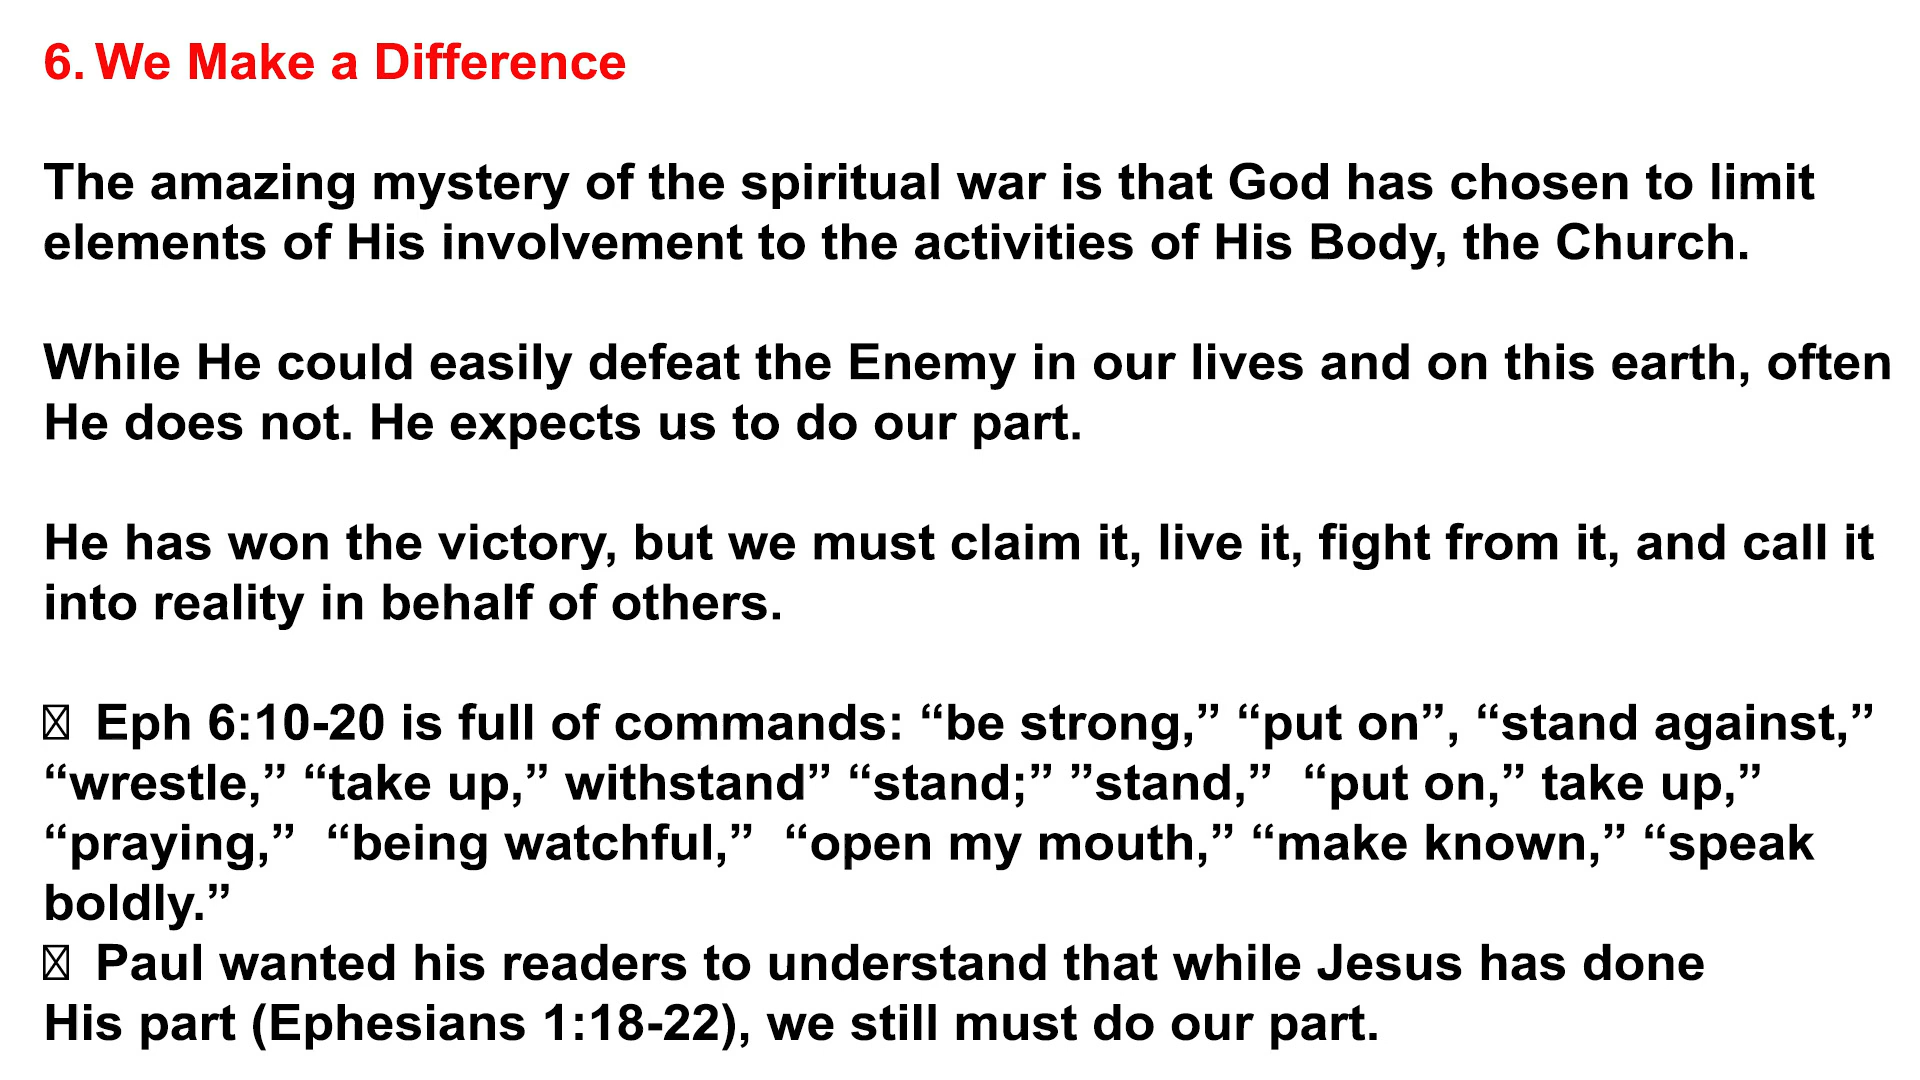 6. We Make a Difference
The amazing mystery of the spiritual war is that God has chosen to limit
elements of His involvement to the activities of His Body, the Church.
While He could easily defeat the Enemy in our lives and on this earth, often
He does not. He expects us to do our part.
He has won the victory, but we must claim it, live it, fight from it, and call it
into reality in behalf of others.
Eph 6:10-20 is full of commands: “be strong,” “put on”, “stand against,”
“wrestle,” “take up,” withstand” “stand;” ”stand,”  “put on,” take up,”
“praying,”  “being watchful,”  “open my mouth,” “make known,” “speak
boldly.”
Paul wanted his readers to understand that while Jesus has done
His part (Ephesians 1:18-22), we still must do our part.